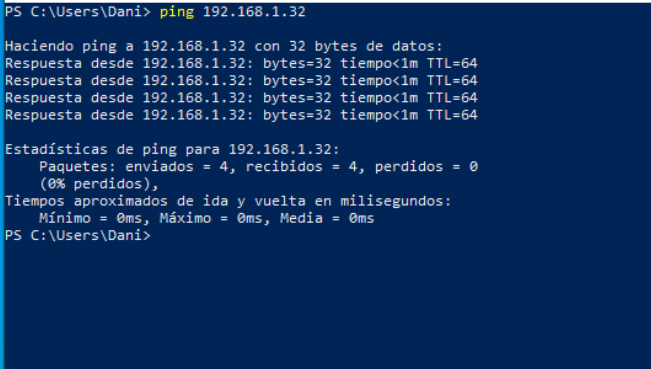 PS C:\Users\Dani> ping 192.168.1.32
Haciendo ping a 192.168.1.32 con 32 bytes de datos:
Respuesta desde 192.168.1.32: bytes=32 tiempo<1m TTL=64
Respuesta desde 192.168.1.32: bytes=32 tiempo<1m TTL=64
Respuesta desde 192.168.1.32: bytes=32 tiempo<1m TTL=64
Respuesta desde 192.168.1.32: bytes=32 tiempo<1m TTL=64
Estadísticas de ping para 192.168.1.32:
Paquetes: enviados = 4, recibidos = 4, perdidos = 0
(0% perdidos),
Tiempos aproximados de ida y vuelta en milisegundos:
Mínimo = 0ms, Máximo = 0ms, Media = 0ms
PS C:\Users\Dani>